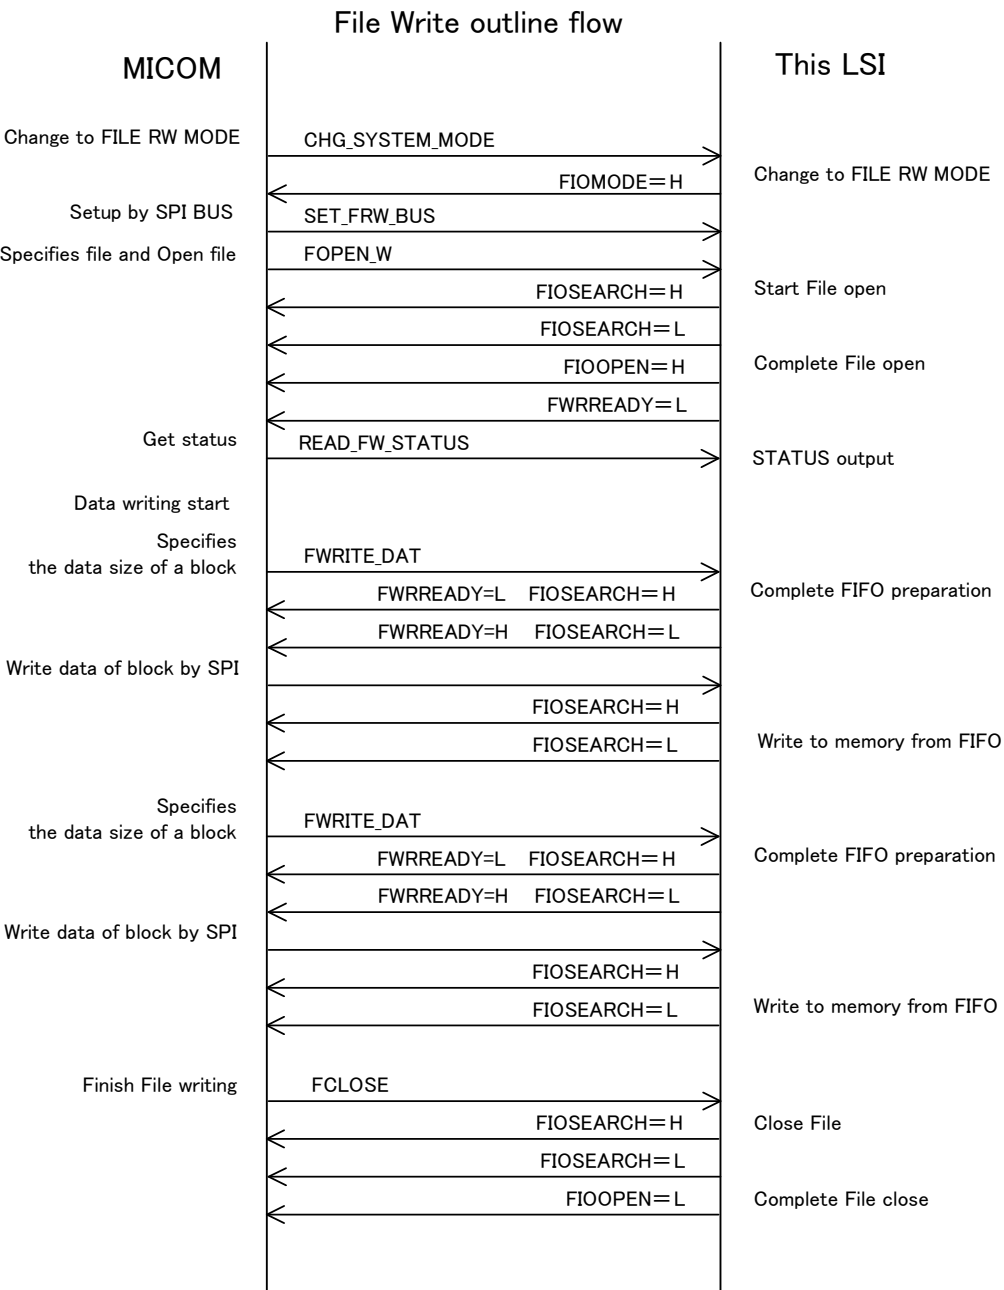 File Write outline flow
MICOM
This LSI
Change to FILE RW MODE
CHG_SYSTEM_MODE
FIOMODE＝H
Change to FILE RW MODE
Setup by SPI BUS
SET_FRW_BUS
Specifies file and Open file
FOPEN_W
FIOSEARCH＝H
Start File open
FIOSEARCH＝L
FIOOPEN＝H
Complete File open
FWRREADY＝L
Get status
READ_FW_STATUS
STATUS output
Data writing start
Specifies
the data size of a block
FWRITE_DAT
FWRREADY=L FIOSEARCH＝H
Complete FIFO preparation
FWRREADY=H FIOSEARCH＝L
Write data of block by SPI
FIOSEARCH＝H
FIOSEARCH＝L
Write to memory from FIFO
Specifies
the data size of a block
FWRITE_DAT
FWRREADY=L FIOSEARCH＝H
Complete FIFO preparation
FWRREADY=H FIOSEARCH＝L
Write data of block by SPI
FIOSEARCH＝H
FIOSEARCH＝L
Write to memory from FIFO
Finish File writing
FCLOSE
FIOSEARCH＝H
Close File
FIOSEARCH＝L
FIOOPEN＝L
Complete File close